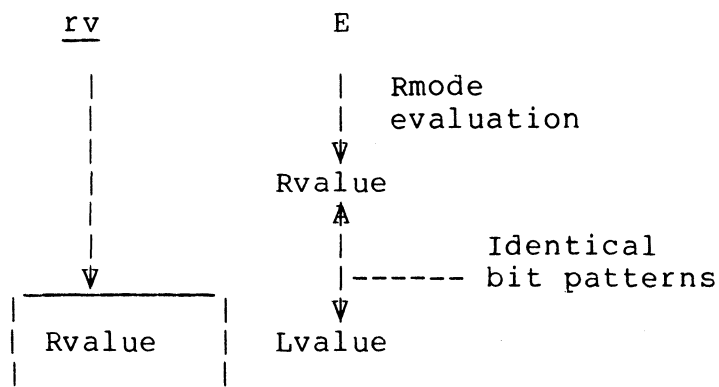 rv E
Rmode
evaluation
Rvalue
Identical
bit patterns
Rvalue Lvalue